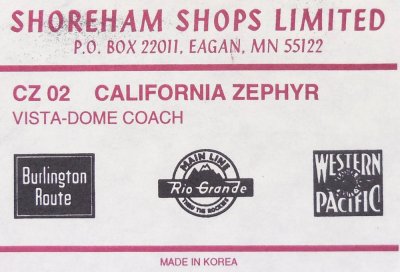 SHOREHAM SHOPS LIMITED
P.O. BOX 22011, EAGAN, MN 55122
CZ 02 CALIFORNIA ZEPHYR
VISTA-DOME COACH
Burlington
Route
MAIN LINE
Rio Grande
THRU THE ROCKIES
WESTERN
PACIFIC
MADE IN KOREA